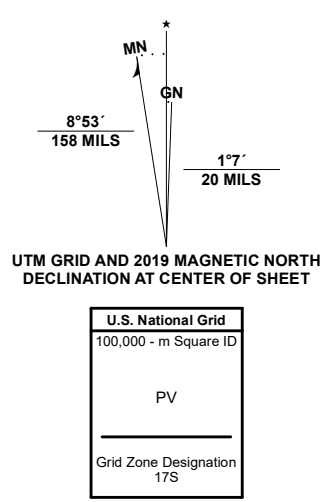 ★
MN
GN
8°53´
158 MILS
1°7´
20 MILS
UTM GRID AND 2019 MAGNETIC NORTH
DECLINATION AT CENTER OF SHEET
U.S. National Grid
100,000 - m Square ID
PV
Grid Zone Designation
17S